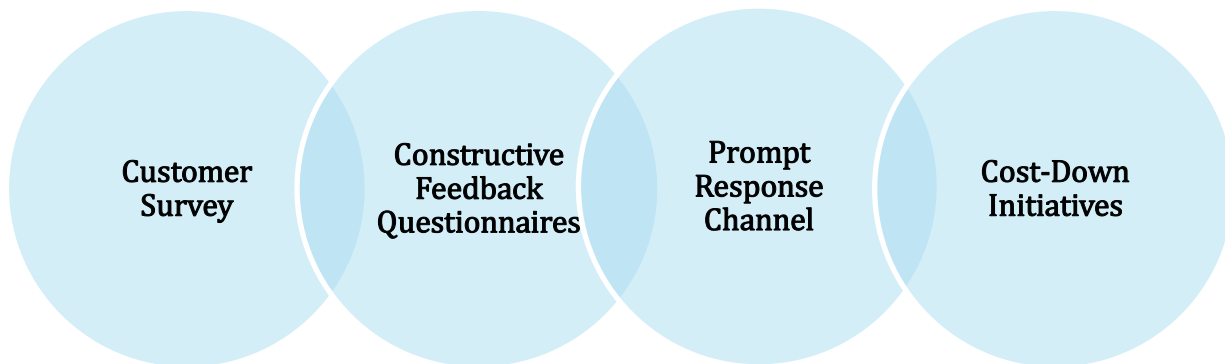 Customer
Survey
Constructive
Feedback
Questionnaires
Prompt
Response
Channel
Cost-Down
Initiatives